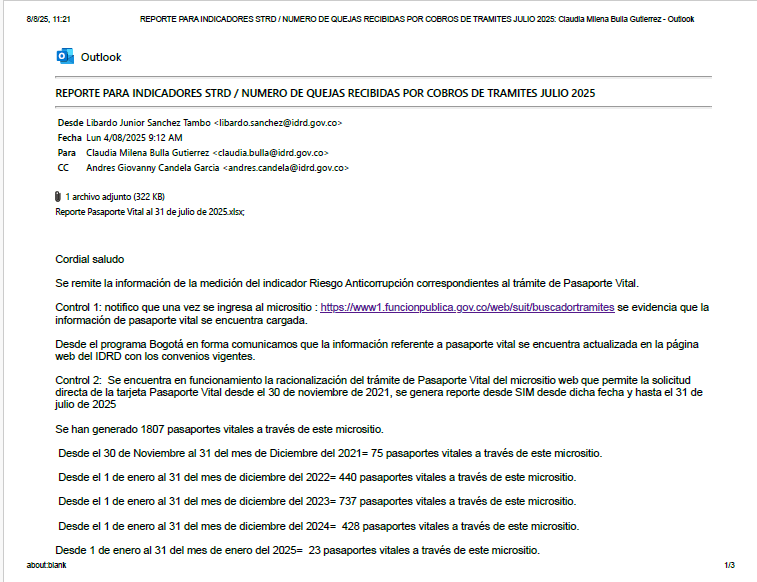 8/8/25, 11:21 REPORTE PARA INDICADORES STRD / NUMERO DE QUEJAS RECIBIDAS POR COBROS DE TRAMITES JULIO 2025: Claudia Milena Bulla Gutierrez - Outlook
Outlook
REPORTE PARA INDICADORES STRD / NUMERO DE QUEJAS RECIBIDAS POR COBROS DE TRAMITES JULIO 2025
Desde Libardo Junior Sanchez Tambo <libardo.sanchez@idrd.gov.co>
Fecha Lun 4/08/2025 9:12 AM
Para Claudia Milena Bulla Gutierrez <claudia.bulla@idrd.gov.co>
CC Andres Giovanny Candela Garcia <andres.candela@idrd.gov.co>
1 archivo adjunto (322 KB)
Reporte Pasaporte Vital al 31 de julio de 2025.xlsx;
Cordial saludo
Se remite la información de la medición del indicador Riesgo Anticorrupción correspondientes al trámite de Pasaporte Vital.
Control 1: notifico que una vez se ingresa al micrositio : https://www1.funcionpublica.gov.co/web/suit/buscadortramites se evidencia que la
información de pasaporte vital se encuentra cargada.
Desde el programa Bogotá en forma comunicamos que la información referente a pasaporte vital se encuentra actualizada en la página
web del IDRD con los convenios vigentes.
Control 2: Se encuentra en funcionamiento la racionalización del trámite de Pasaporte Vital del micrositio web que permite la solicitud
directa de la tarjeta Pasaporte Vital desde el 30 de noviembre de 2021, se genera reporte desde SIM desde dicha fecha y hasta el 31 de
julio de 2025
Se han generado 1807 pasaportes vitales a través de este micrositio.
Desde el 30 de Noviembre al 31 del mes de Diciembre del 2021= 75 pasaportes vitales a través de este micrositio.
Desde el 1 de enero al 31 del mes de diciembre del 2022= 440 pasaportes vitales a través de este micrositio.
Desde el 1 de enero al 31 del mes de diciembre del 2023= 737 pasaportes vitales a través de este micrositio.
Desde el 1 de enero al 31 del mes de diciembre del 2024= 428 pasaportes vitales a través de este micrositio.
Desde 1 de enero al 31 del mes de enero del 2025= 23 pasaportes vitales a través de este micrositio.
about:blank 1/3